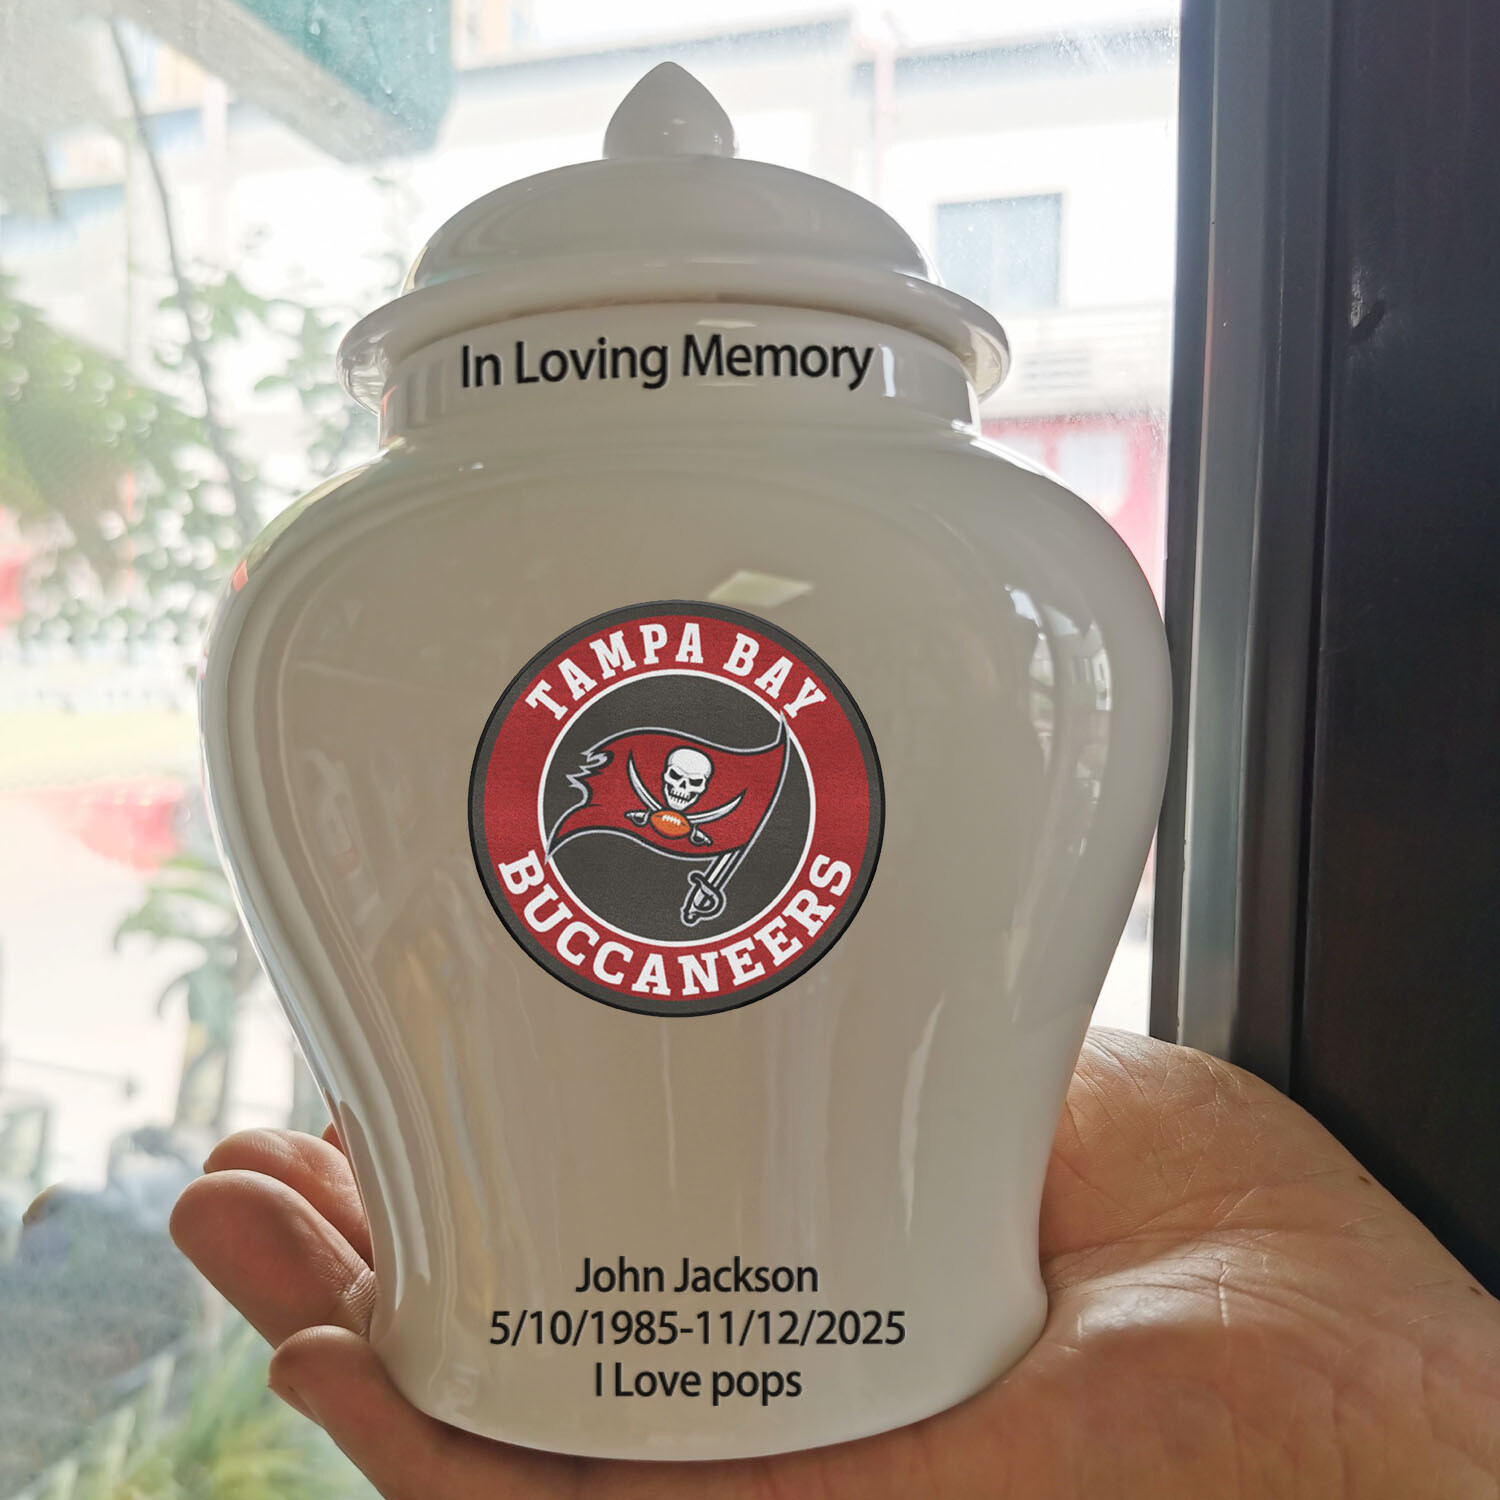 In Loving Memory
TAMPA BAY
BUCCANEERS
John Jackson
5/10/1985-11/12/2025
I Love pops